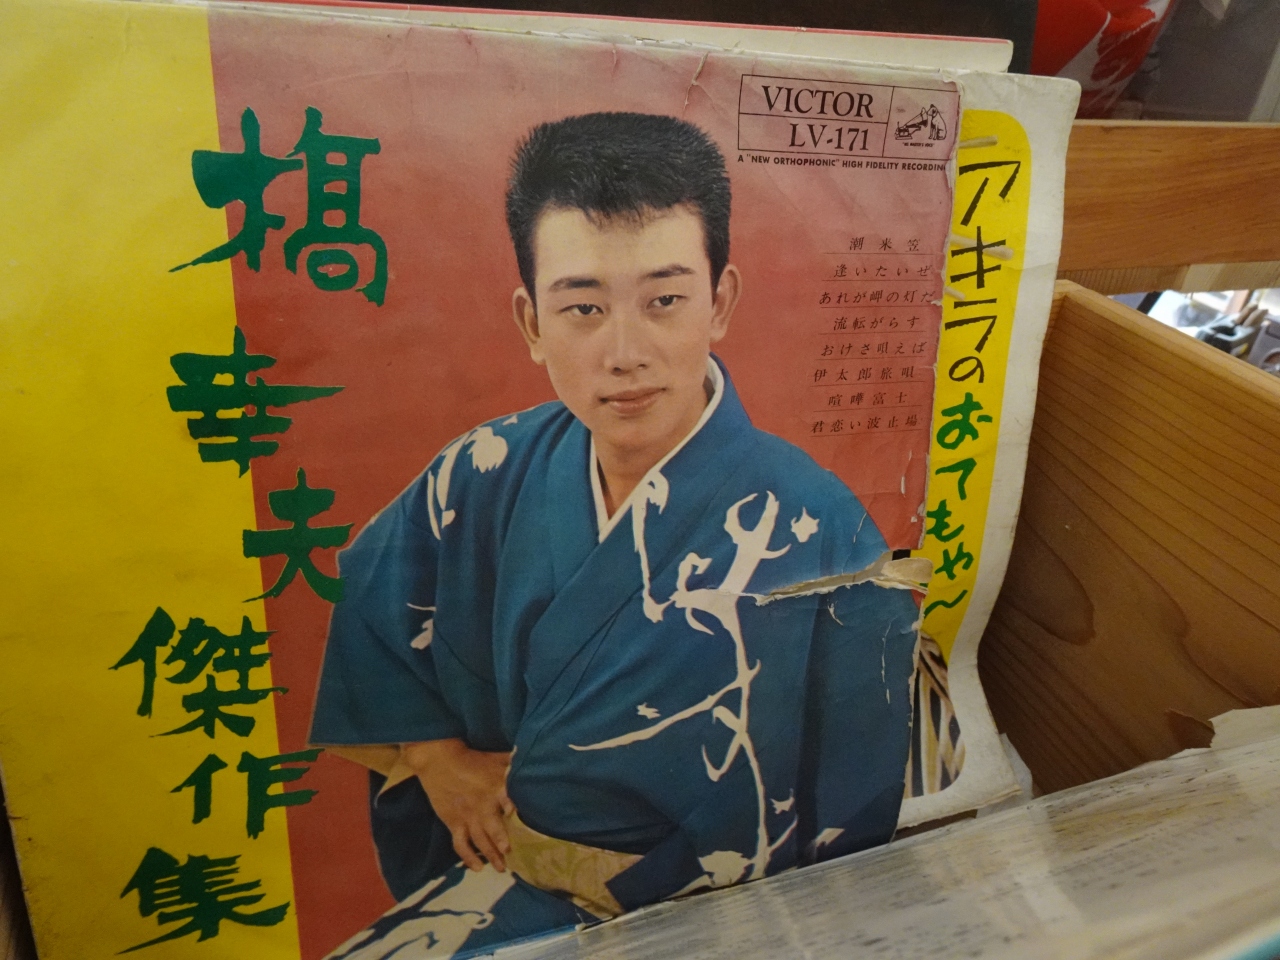 橋幸夫傑作集
VICTOR
LV-171
"HIS MASTER'S VOICE"
A "NEW ORTHOPHONIC" HIGH FIDELITY RECORDING
潮来笠
逢いたいぜ
あれが岬の灯だ
流転がらす
おけさ唄えば
伊太郎旅唄
喧嘩富士
君恋い波止場
アキラのおてもやん